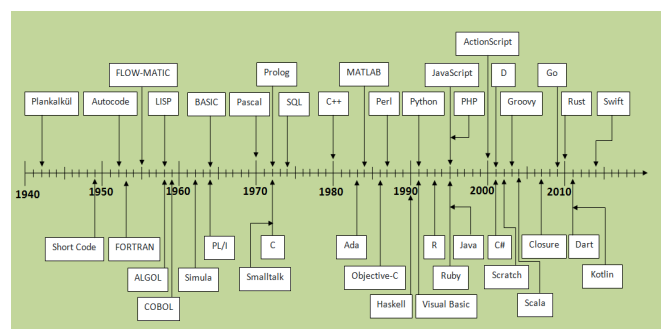 ActionScript
FLOW-MATIC
Prolog
MATLAB
JavaScript
D
Go
Plankalkül
Autocode
LISP
BASIC
Pascal
SQL
C++
Perl
Python
PHP
Groovy
Rust
Swift
1940
1950
1960
1970
1980
1990
2000
2010
Short Code
FORTRAN
PL/I
C
Ada
R
Java
C#
Closure
Dart
ALGOL
Simula
Smalltalk
Objective-C
Ruby
Scratch
Kotlin
COBOL
Haskell
Visual Basic
Scala